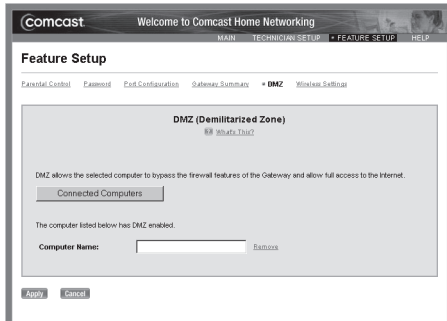 Comcast Welcome to Comcast Home Networking
MAIN TECHNICIAN SETUP FEATURE SETUP HELP
Feature Setup
Parental Control Password Port Configuration Gateway Summary DMZ Wireless Settings
DMZ (Demilitarized Zone)
What's This?
DMZ allows the selected computer to bypass the firewall features of the Gateway and allow full access to the Internet.
Connected Computers
The computer listed below has DMZ enabled.
Computer Name: Remove
Apply Cancel